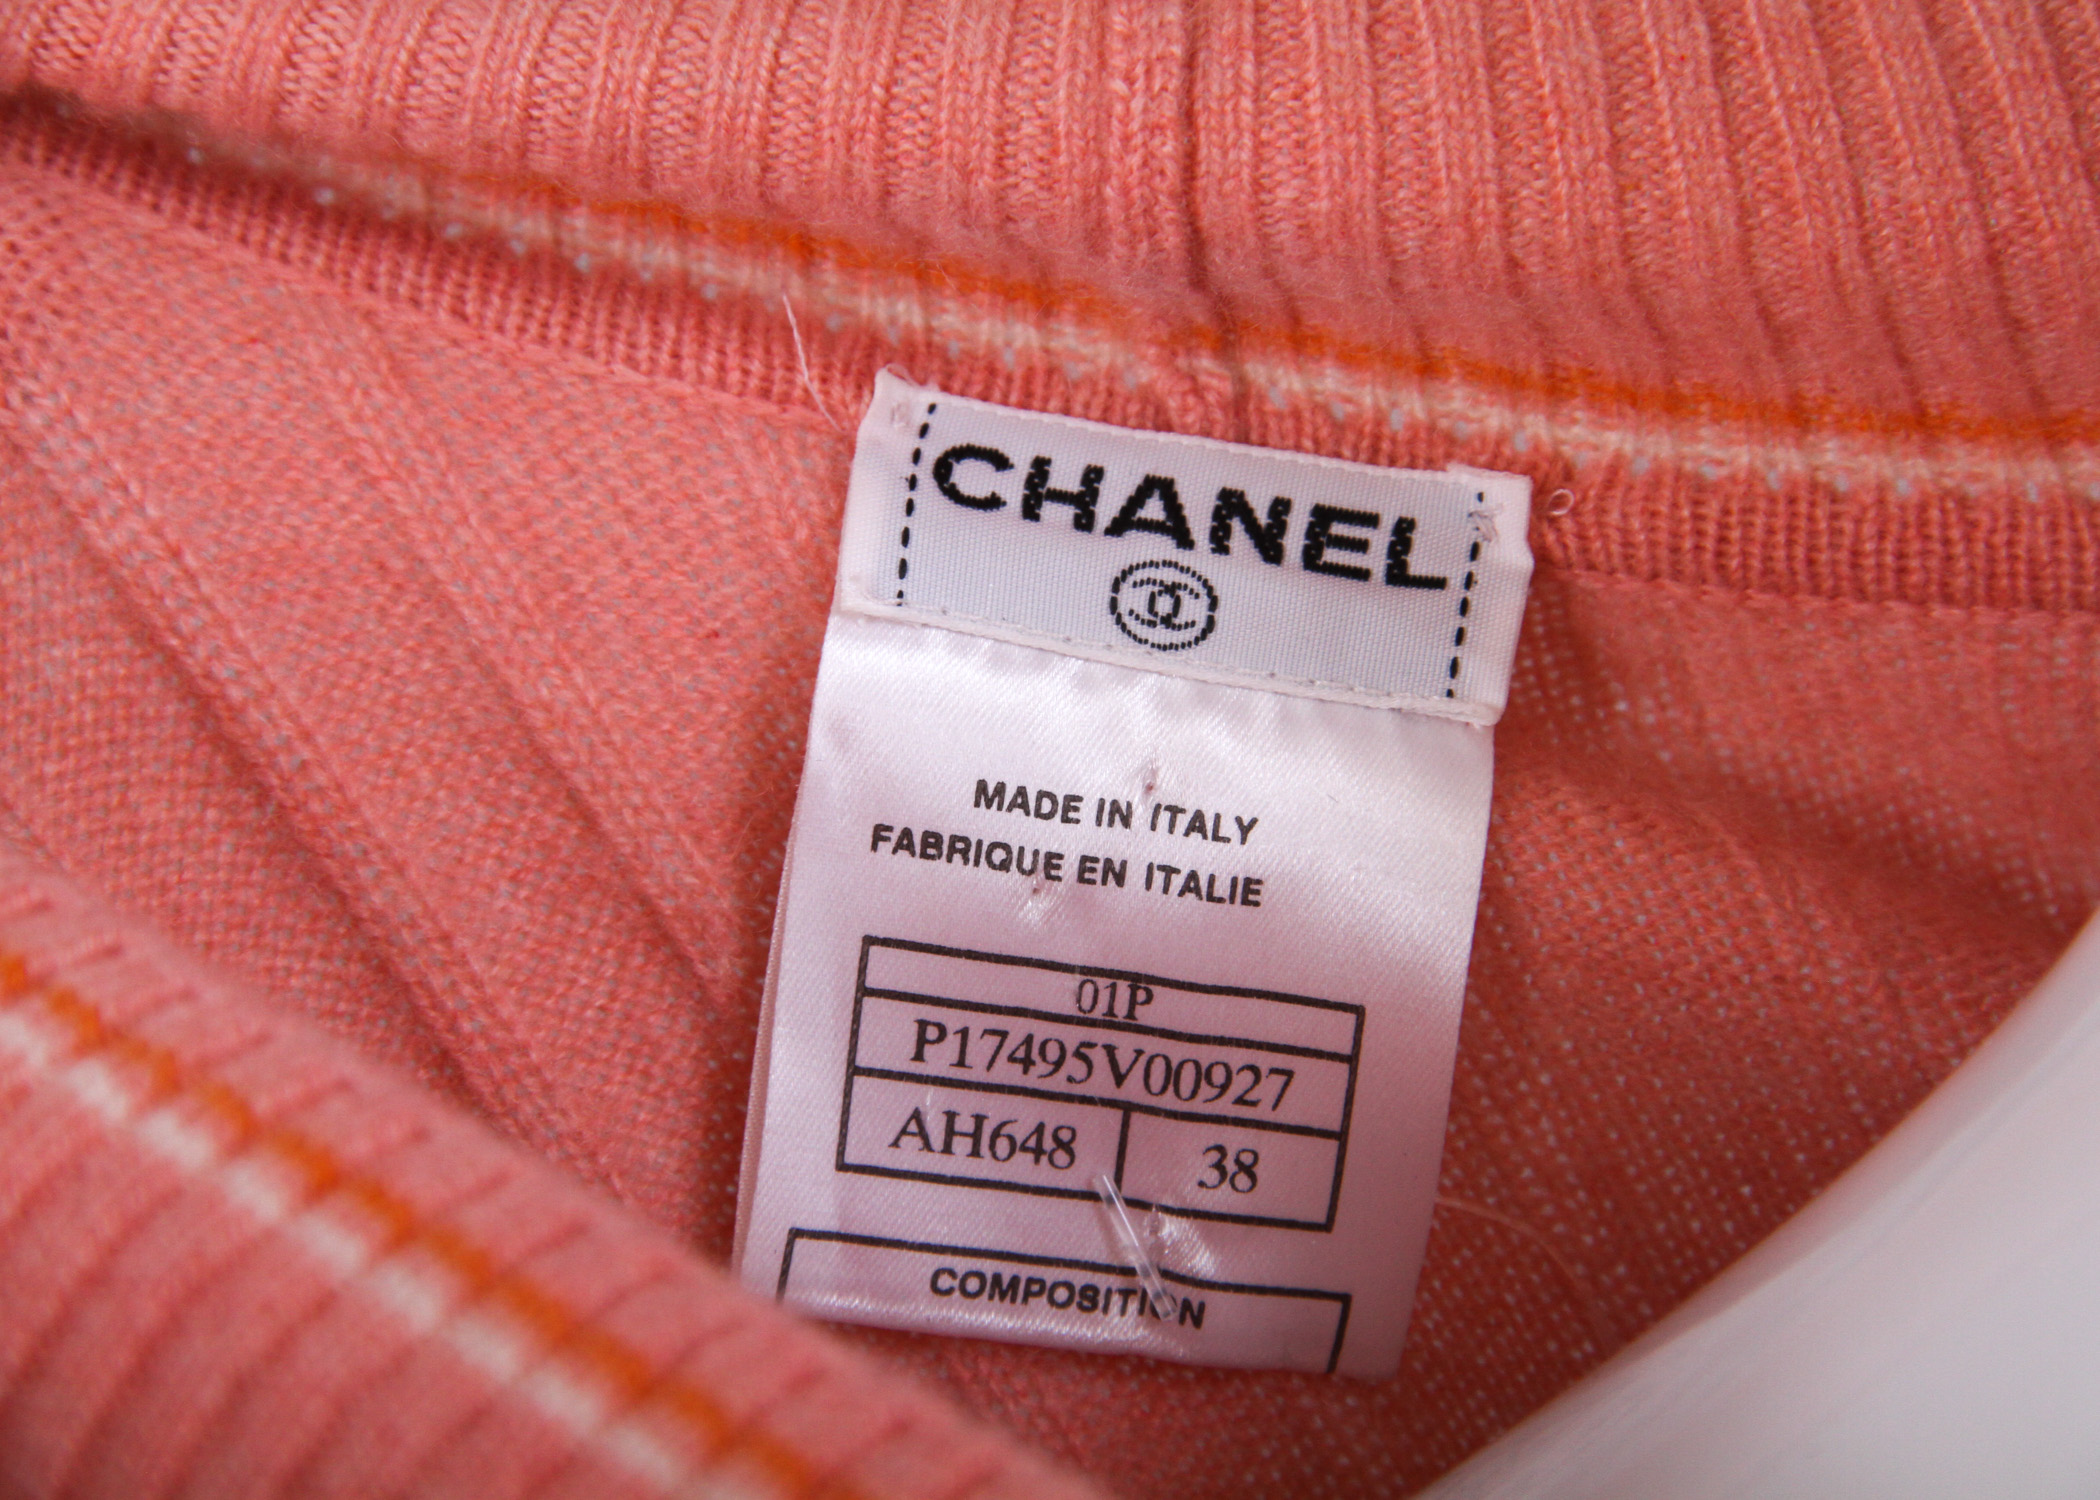 CHANEL
MADE IN ITALY
FABRIQUE EN ITALIE
01P
P17495V00927
AH648 38
COMPOSITION